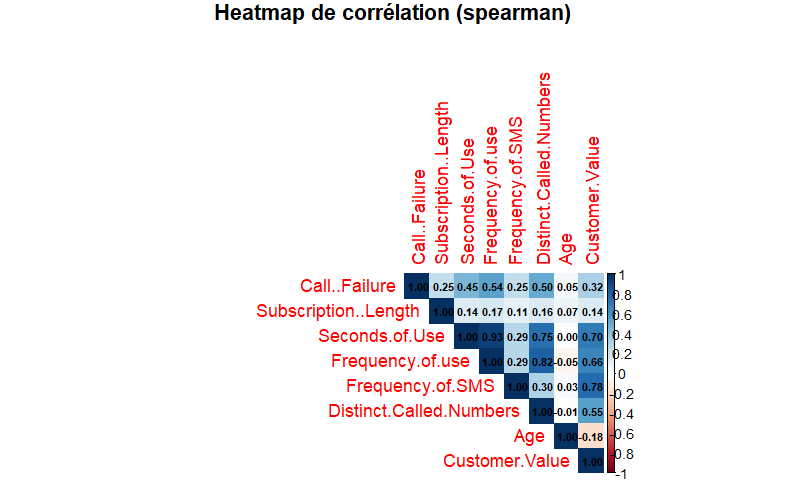 Heatmap de corrélation (spearman)
Call..Failure
Subscription..Length
Seconds.of.Use
Frequency.of.use
Frequency.of.SMS
Distinct.Called.Numbers
Age
Customer.Value
Call..Failure 1.00 0.25 0.45 0.54 0.25 0.50 0.05 0.32
Subscription..Length 1.00 0.14 0.17 0.11 0.16 0.07 0.14
Seconds.of.Use 1.00 0.93 0.29 0.75 0.00 0.70
Frequency.of.use 1.00 0.29 0.82 -0.05 0.66
Frequency.of.SMS 1.00 0.30 0.03 0.78
Distinct.Called.Numbers 1.00 -0.01 0.55
Age 1.00 -0.18
Customer.Value 1.00
1
0.8
0.6
0.4
0.2
0
-0.2
-0.4
-0.6
-0.8
-1